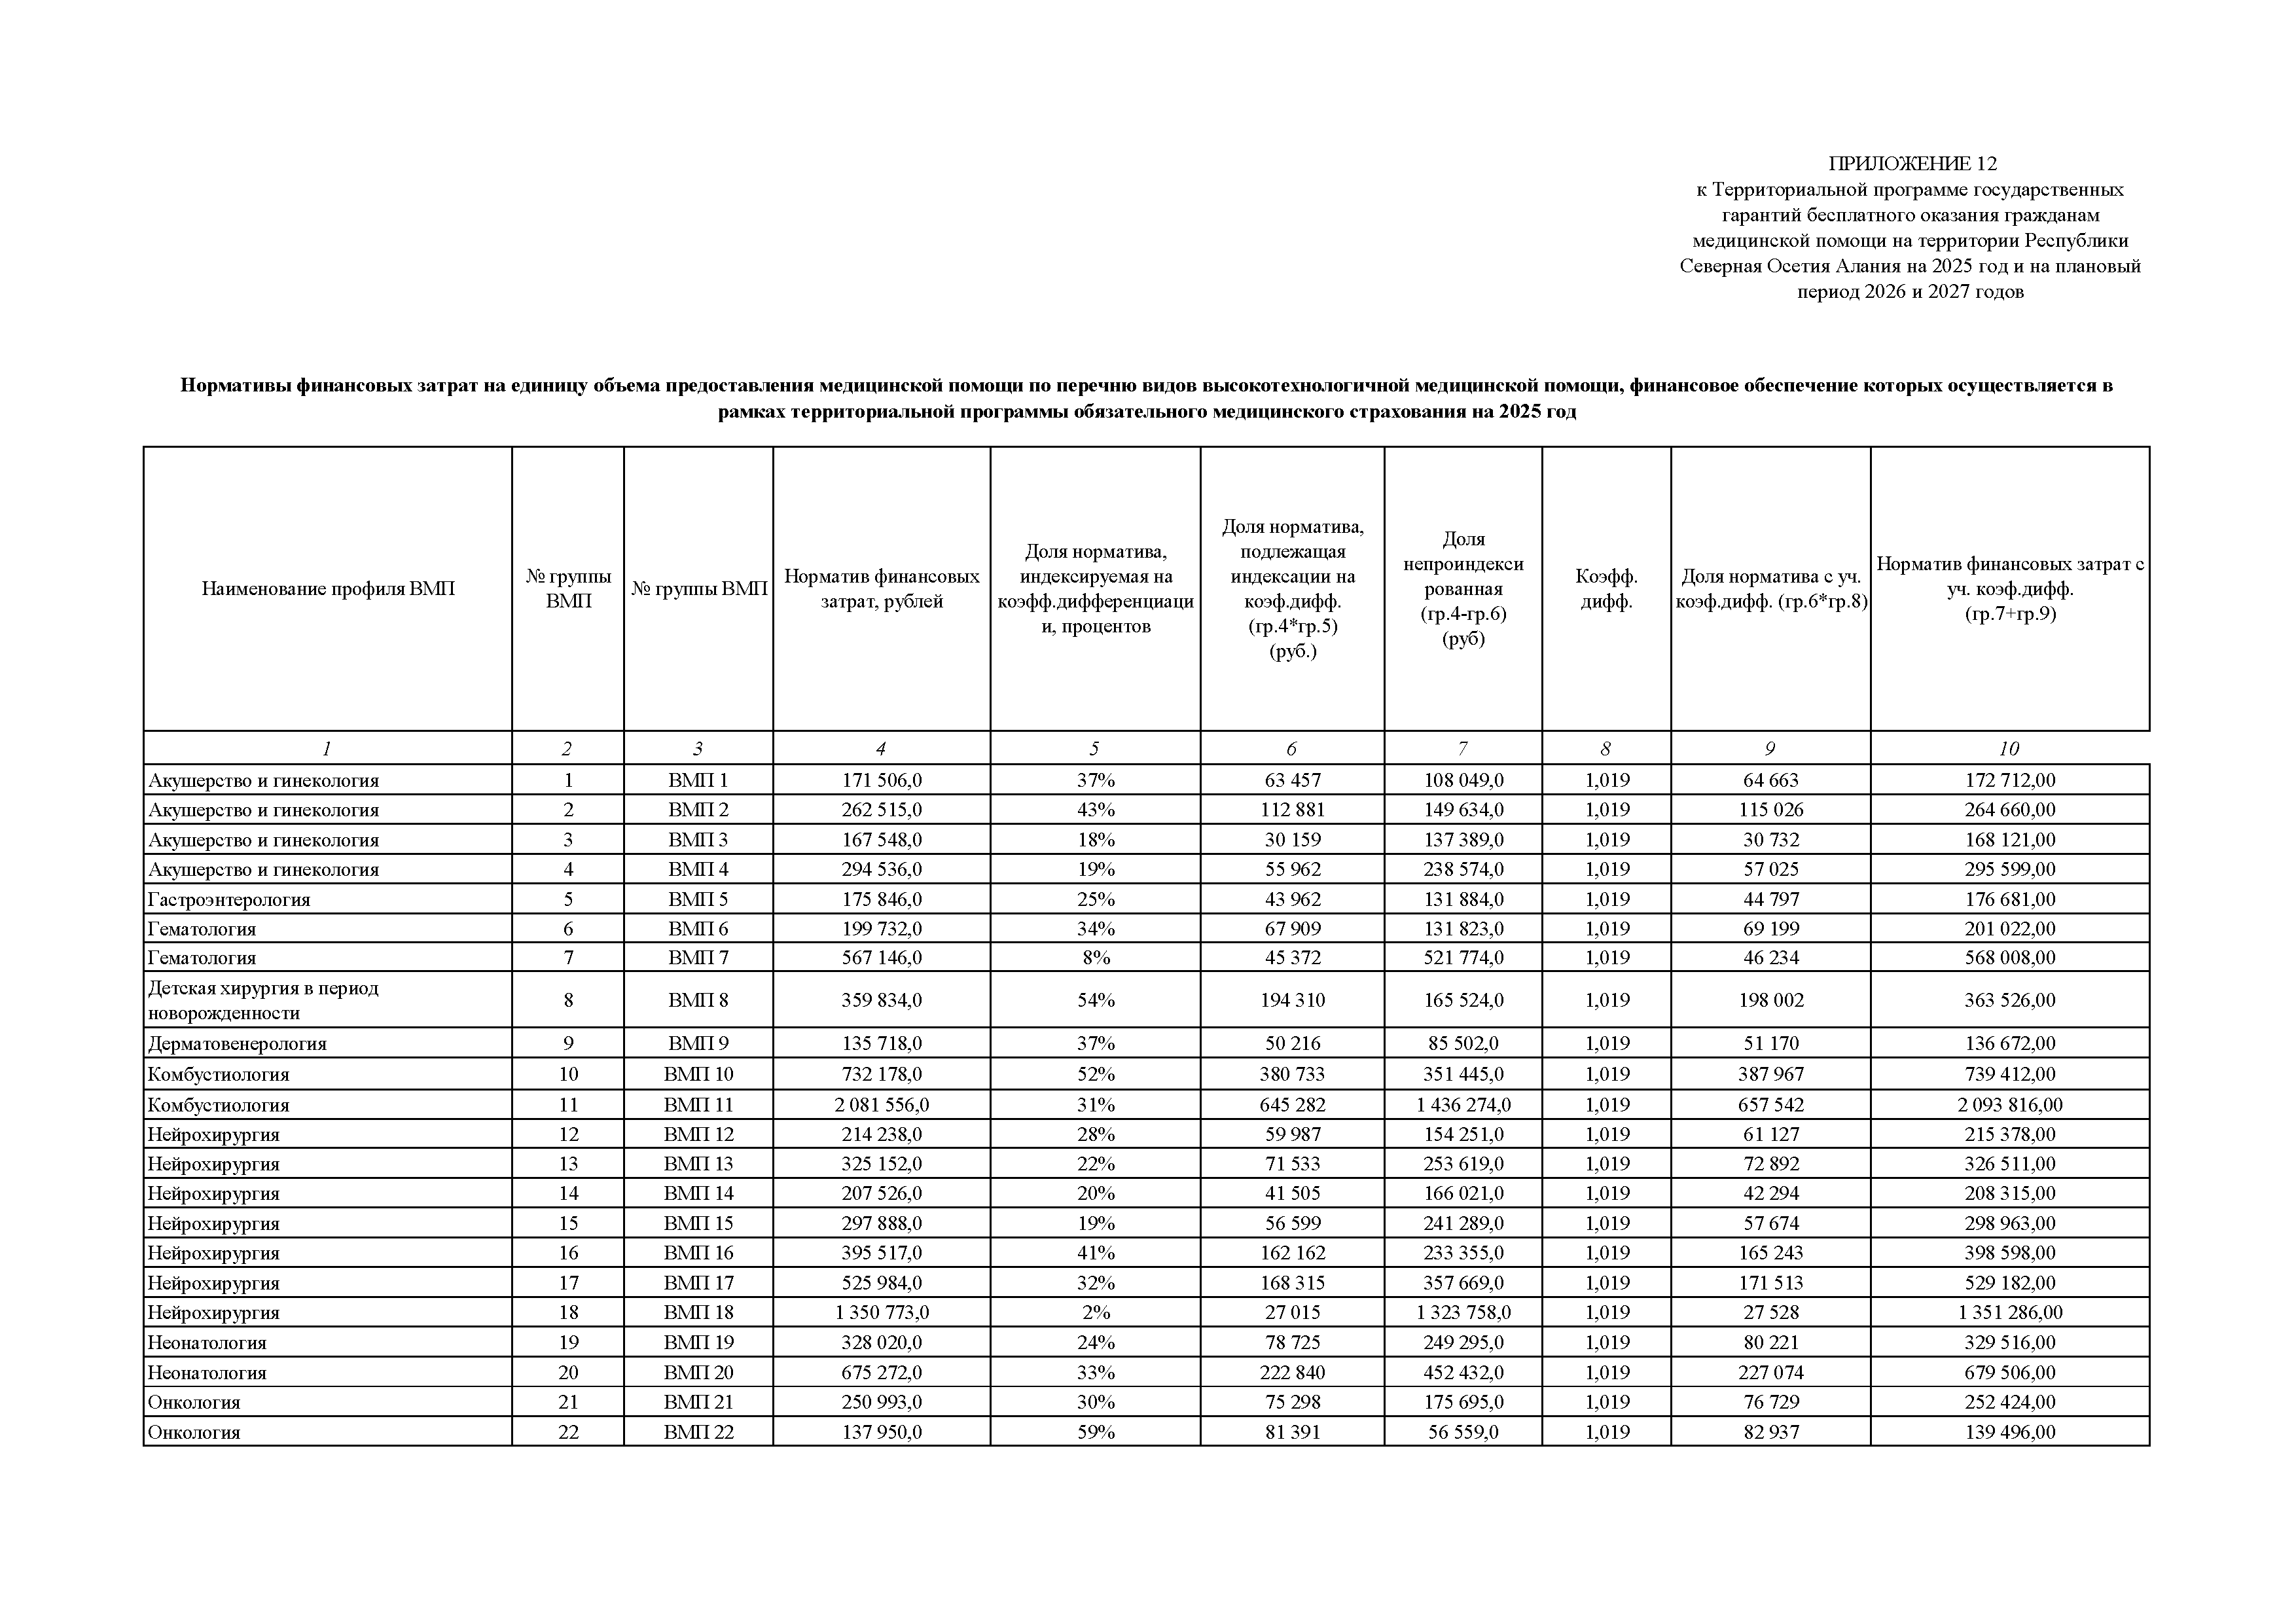 ПРИЛОЖЕНИЕ 12
к Территориальной программе государственных
гарантий бесплатного оказания гражданам
медицинской помощи на территории Республики
Северная Осетия Алания на 2025 год и на плановый
период 2026 и 2027 годов
Нормативы финансовых затрат на единицу объема предоставления медицинской помощи по перечню видов высокотехнологичной медицинской помощи, финансовое обеспечение которых осуществляется в
рамках территориальной программы обязательного медицинского страхования на 2025 год
Наименование профиля ВМП
№ группы
ВМП
№ группы ВМП
Норматив финансовых
затрат, рублей
Доля норматива,
индексируемая на
коэфф.дифференциаци
и, процентов
Доля норматива,
подлежащая
индексации на
коэф.дифф.
(гр.4*гр.5)
(руб.)
Доля
непроиндекси
рованная
(гр.4-гр.6)
(руб)
Коэфф.
дифф.
Доля норматива с уч.
коэф.дифф. (гр.6*гр.8)
Норматив финансовых затрат с
уч. коэф.дифф.
(гр.7+гр.9)
1 2 3 4 5 6 7 8 9 10
Акушерство и гинекология 1 ВМП 1 171 506,0 37% 63 457 108 049,0 1,019 64 663 172 712,00
Акушерство и гинекология 2 ВМП 2 262 515,0 43% 112 881 149 634,0 1,019 115 026 264 660,00
Акушерство и гинекология 3 ВМП 3 167 548,0 18% 30 159 137 389,0 1,019 30 732 168 121,00
Акушерство и гинекология 4 ВМП 4 294 536,0 19% 55 962 238 574,0 1,019 57 025 295 599,00
Гастроэнтерология 5 ВМП 5 175 846,0 25% 43 962 131 884,0 1,019 44 797 176 681,00
Гематология 6 ВМП 6 199 732,0 34% 67 909 131 823,0 1,019 69 199 201 022,00
Гематология 7 ВМП 7 567 146,0 8% 45 372 521 774,0 1,019 46 234 568 008,00
Детская хирургия в период
новорожденности 8 ВМП 8 359 834,0 54% 194 310 165 524,0 1,019 198 002 363 526,00
Дерматовенерология 9 ВМП 9 135 718,0 37% 50 216 85 502,0 1,019 51 170 136 672,00
Комбустиология 10 ВМП 10 732 178,0 52% 380 733 351 445,0 1,019 387 967 739 412,00
Комбустиология 11 ВМП 11 2 081 556,0 31% 645 282 1 436 274,0 1,019 657 542 2 093 816,00
Нейрохирургия 12 ВМП 12 214 238,0 28% 59 987 154 251,0 1,019 61 127 215 378,00
Нейрохирургия 13 ВМП 13 325 152,0 22% 71 533 253 619,0 1,019 72 892 326 511,00
Нейрохирургия 14 ВМП 14 207 526,0 20% 41 505 166 021,0 1,019 42 294 208 315,00
Нейрохирургия 15 ВМП 15 297 888,0 19% 56 599 241 289,0 1,019 57 674 298 963,00
Нейрохирургия 16 ВМП 16 395 517,0 41% 162 162 233 355,0 1,019 165 243 398 598,00
Нейрохирургия 17 ВМП 17 525 984,0 32% 168 315 357 669,0 1,019 171 513 529 182,00
Нейрохирургия 18 ВМП 18 1 350 773,0 2% 27 015 1 323 758,0 1,019 27 528 1 351 286,00
Неонатология 19 ВМП 19 328 020,0 24% 78 725 249 295,0 1,019 80 221 329 516,00
Неонатология 20 ВМП 20 675 272,0 33% 222 840 452 432,0 1,019 227 074 679 506,00
Онкология 21 ВМП 21 250 993,0 30% 75 298 175 695,0 1,019 76 729 252 424,00
Онкология 22 ВМП 22 137 950,0 59% 81 391 56 559,0 1,019 82 937 139 496,00